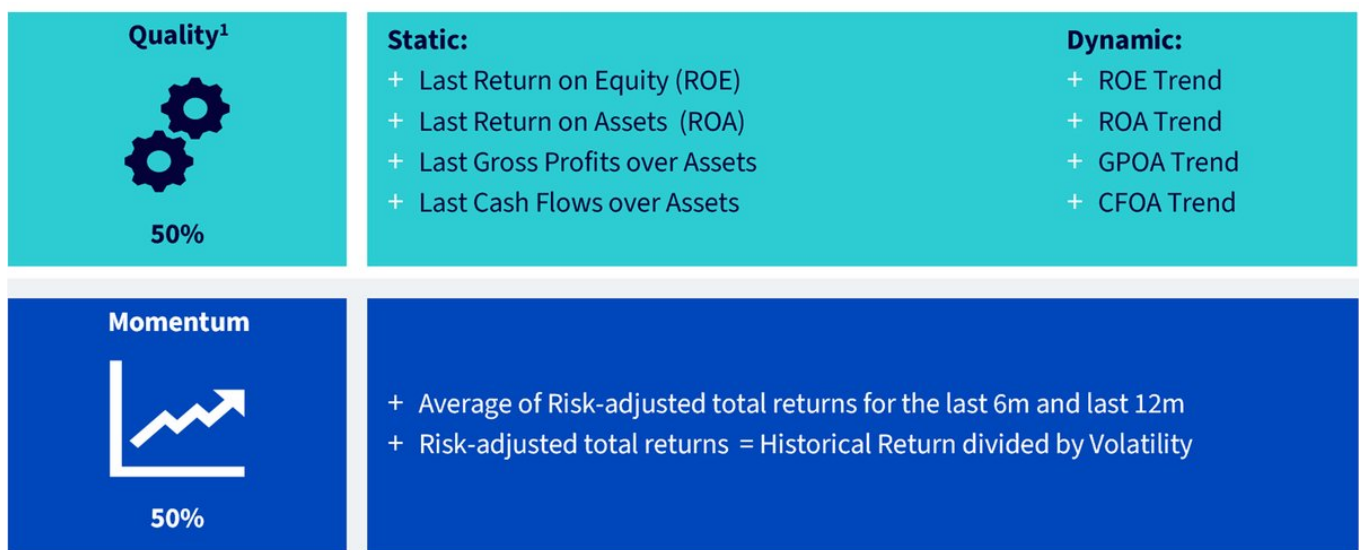 Quality¹
50%
Static:
+ Last Return on Equity (ROE)
+ Last Return on Assets (ROA)
+ Last Gross Profits over Assets
+ Last Cash Flows over Assets
Dynamic:
+ ROE Trend
+ ROA Trend
+ GPOA Trend
+ CFOA Trend
Momentum
50%
+ Average of Risk-adjusted total returns for the last 6m and last 12m
+ Risk-adjusted total returns = Historical Return divided by Volatility